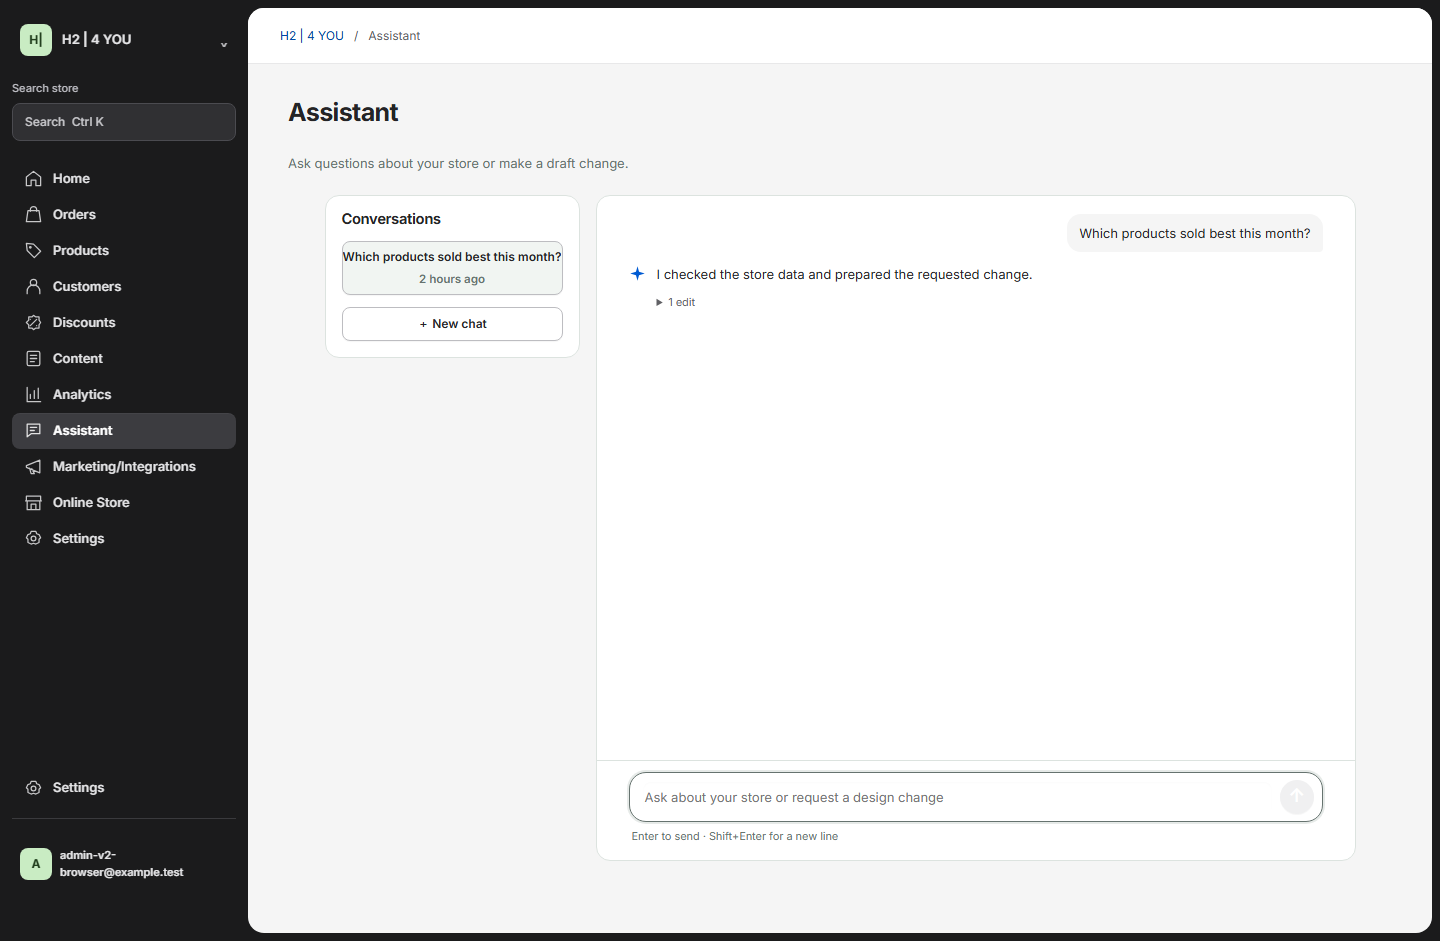 H|
H2 | 4 YOU
Search store
Search Ctrl K
Home
Orders
Products
Customers
Discounts
Content
Analytics
Assistant
Marketing/Integrations
Online Store
Settings
Settings
A
admin-v2-
browser@example.test
H2 | 4 YOU / Assistant
Assistant
Ask questions about your store or make a draft change.
Conversations
Which products sold best this month?
2 hours ago
+ New chat
Which products sold best this month?
I checked the store data and prepared the requested change.
1 edit
Ask about your store or request a design change
Enter to send · Shift+Enter for a new line